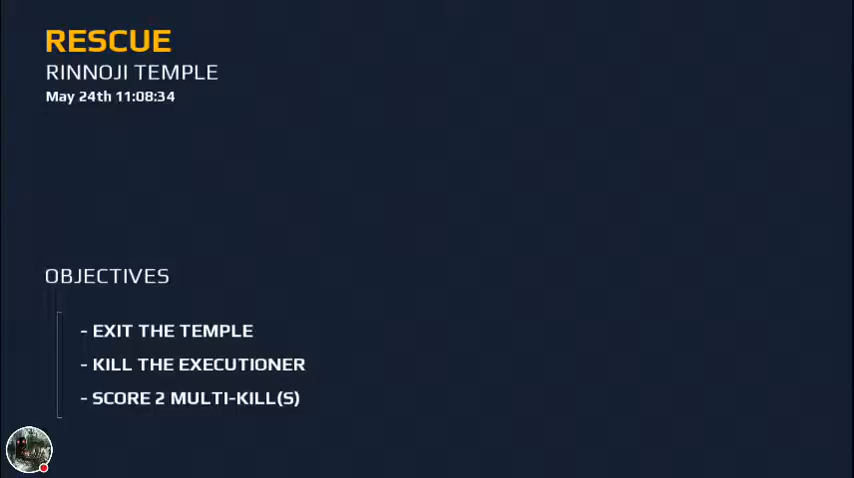 RESCUE
RINNOJI TEMPLE
May 24th 11:08:34
OBJECTIVES
- EXIT THE TEMPLE
- KILL THE EXECUTIONER
- SCORE 2 MULTI-KILL(S)